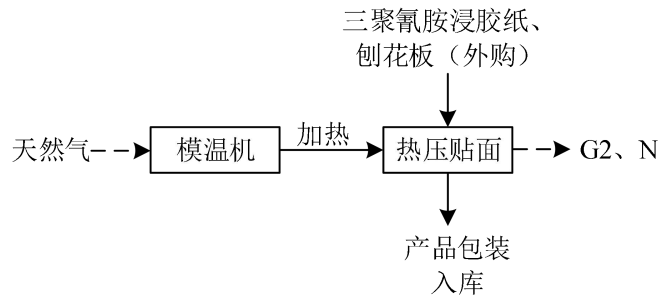 三聚氰胺浸胶纸、
刨花板（外购）
天然气
模温机
加热
热压贴面
G2、N
产品包装
入库